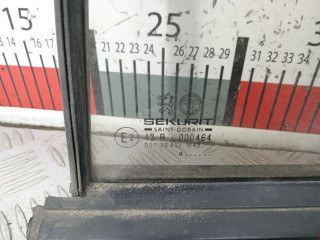 15 25
13 14 16 17 21 22 23 24 26 27 28 29 31 32 33 34
SEKURIT
SAINT-GOBAIN
E2 43 R - 000464